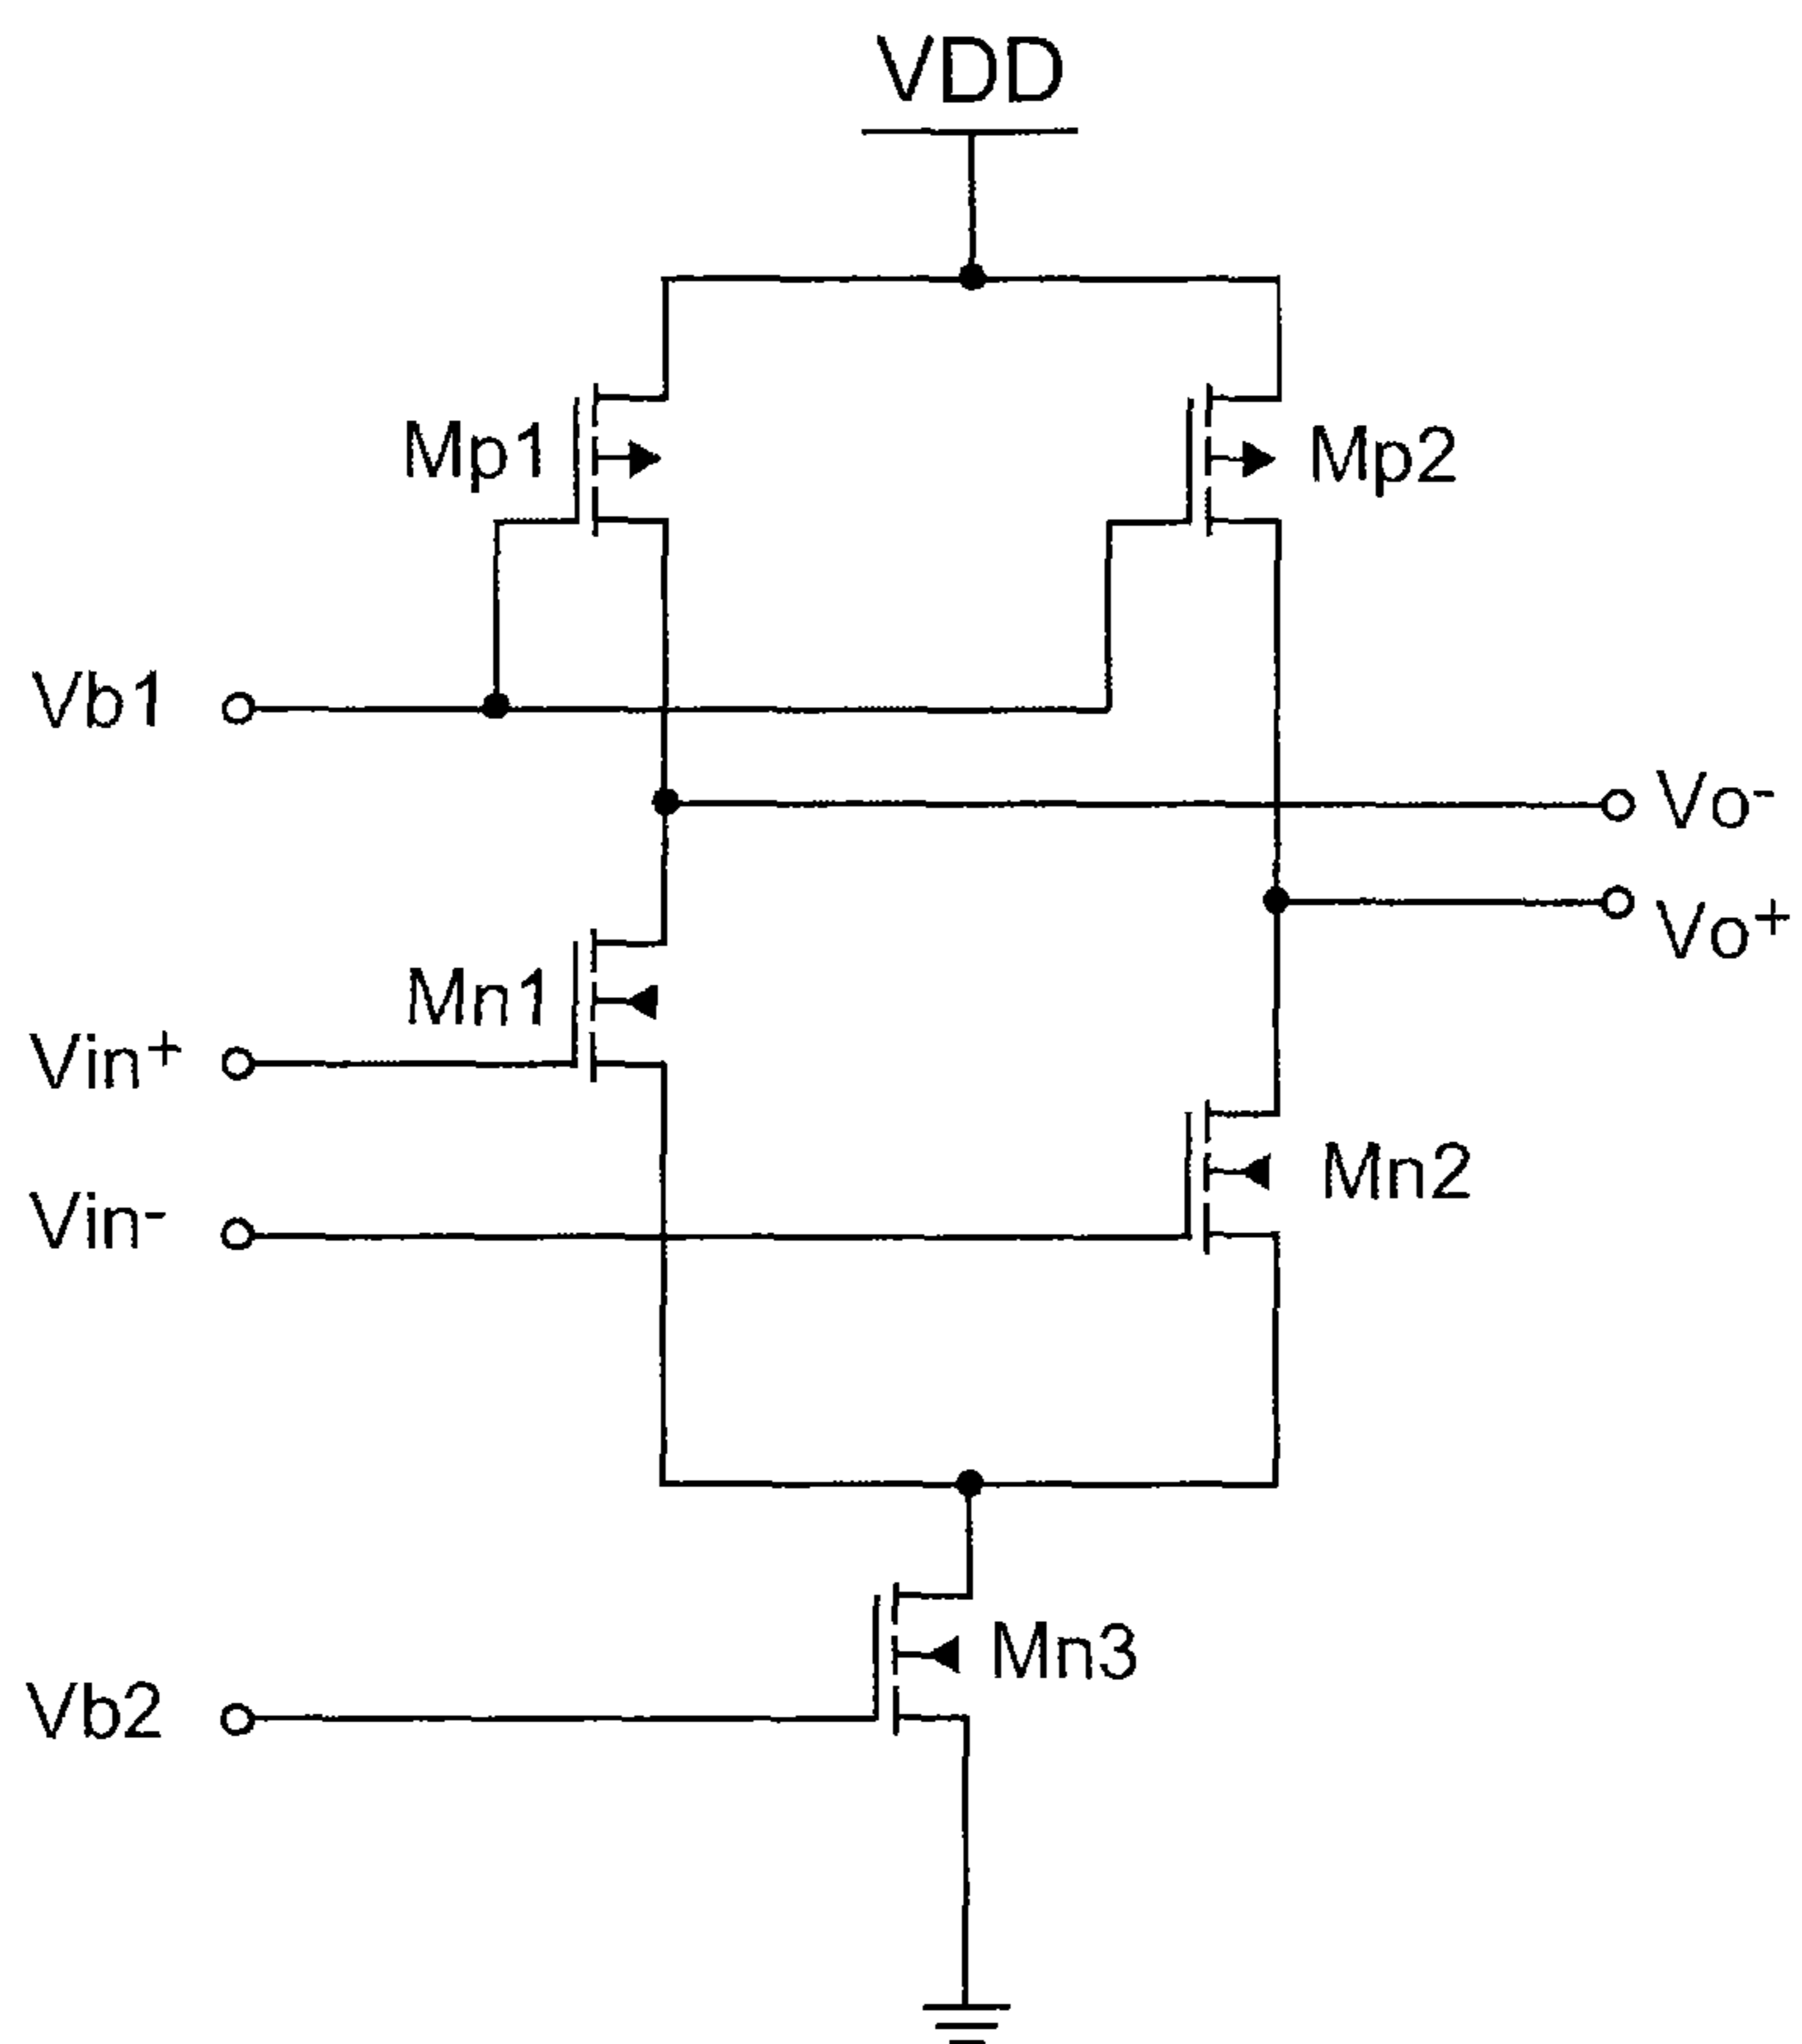 VDD
Mp1
Mp2
Vb1
Vo-
Vo+
Mn1
Vin+
Mn2
Vin-
Mn3
Vb2